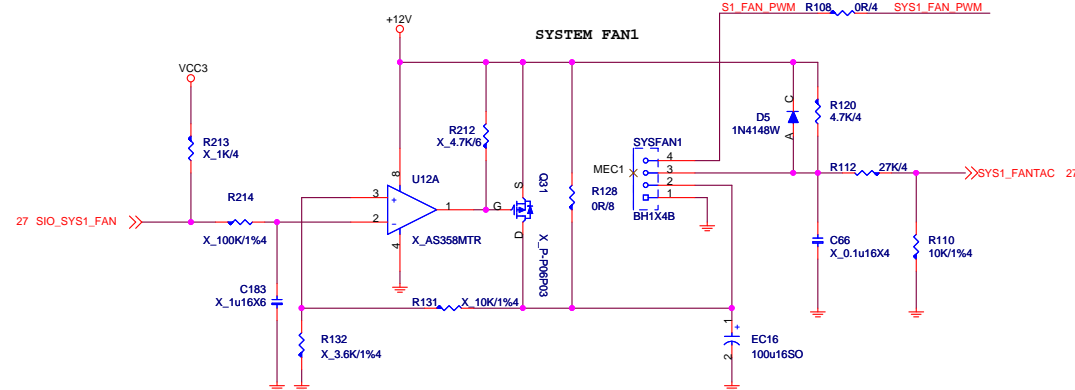 S1_FAN_PWM R108 0R/4 SYS1_FAN_PWM
+12V
SYSTEM FAN1
VCC3
R213
X_1K/4
R212
X_4.7K/6
D5
1N4148W
C
A
R120
4.7K/4
SYSFAN1
MEC1
4
3
2
1
BH1X4B
R112 27K/4
SYS1_FANTAC 27
U12A
8
3
+
2
-
1
4
X_AS358MTR
G
S
D
Q31
X_P-P06P03
R128
0R/8
27 SIO_SYS1_FAN
R214
X_100K/1%4
C183
X_1u16X6
C66
X_0.1u16X4
R110
10K/1%4
R131 X_10K/1%4
R132
X_3.6K/1%4
1
+
2
EC16
100u16SO